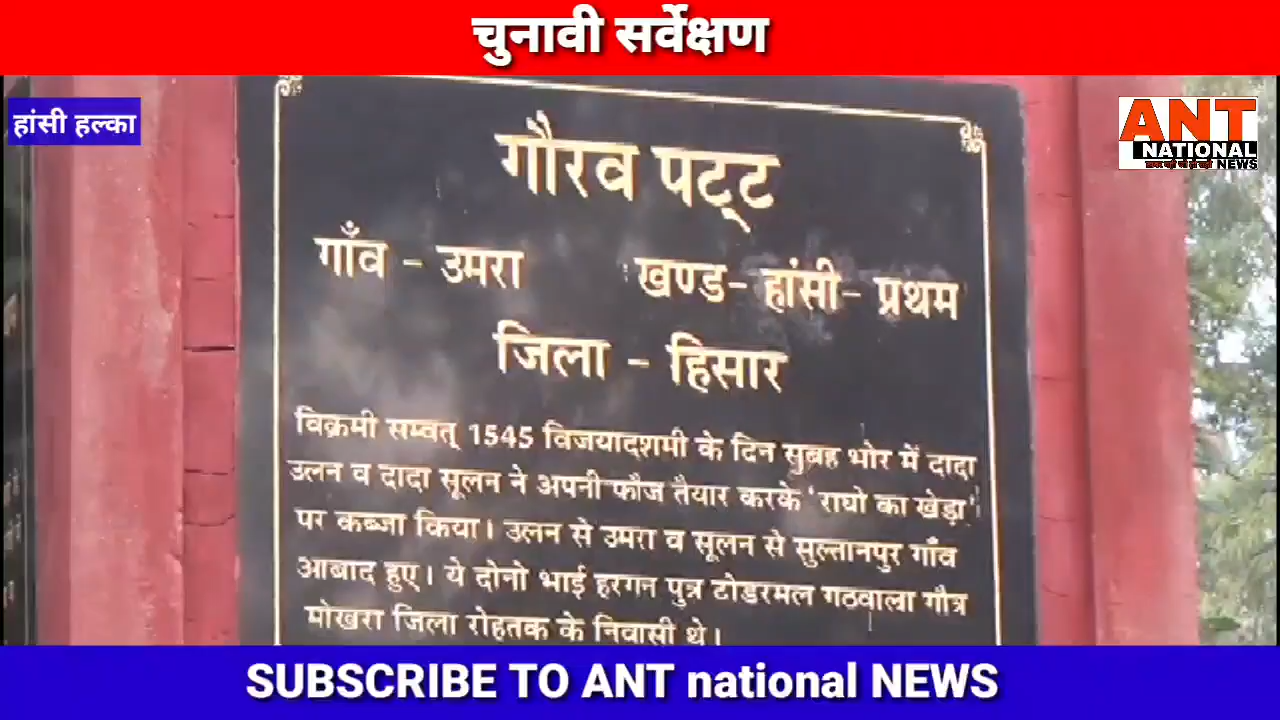 चुनावी सर्वेक्षण
हांसी हल्का
ANT
NATIONAL
NEWS
गौरव पट्ट
गाँव - उमरा खण्ड- हांसी- प्रथम
जिला - हिसार
विक्रमी सम्वत् 1545 विजयादशमी के दिन सुबह भोर में दादा
उलन व दादा सूलन ने अपनी फौज तैयार करके 'राघो का खेड़ा'
पर कब्जा किया। उलन से उमरा व सूलन से सुल्तानपुर गाँव
आबाद हुए। ये दोनो भाई हरगन पुत्र टोडरमल गठवाला गौत्र
मोखरा जिला रोहतक के निवासी थे।
SUBSCRIBE TO ANT national NEWS